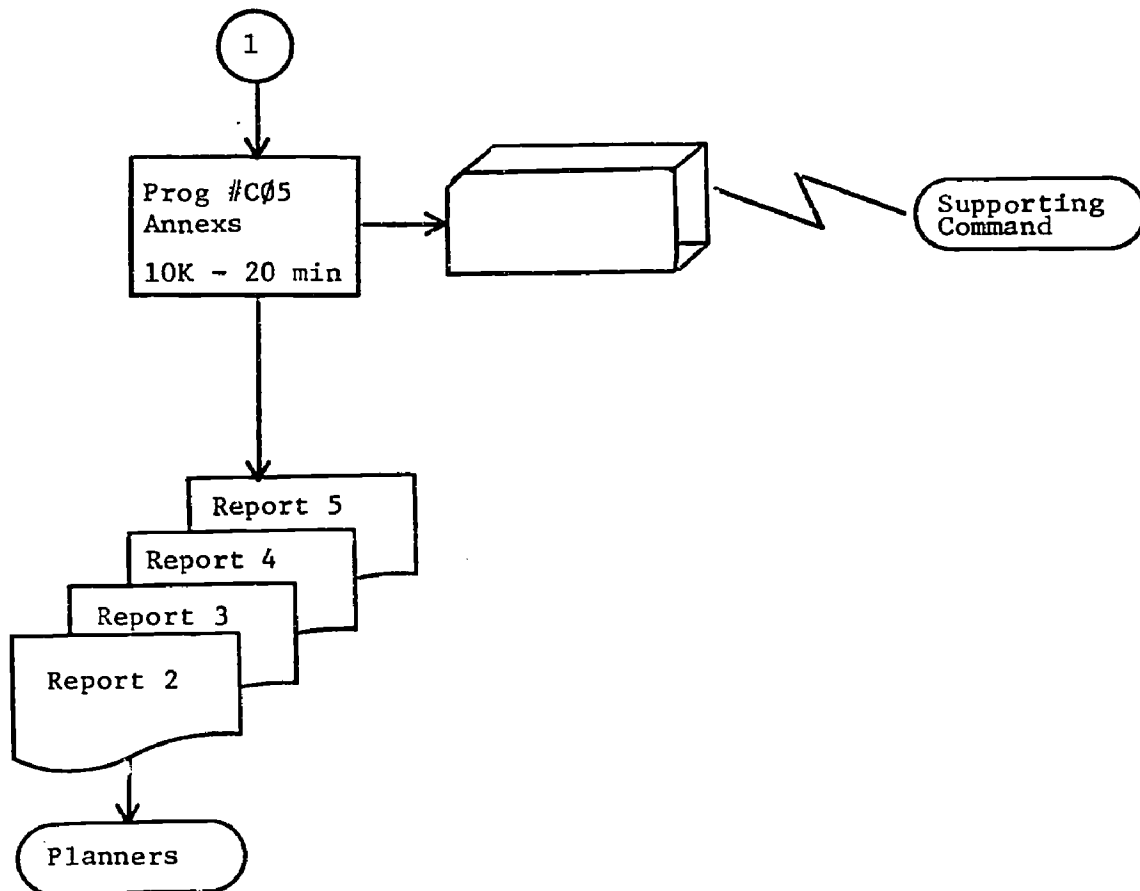 1
Prog #CØ5
Annexs
10K - 20 min
Supporting
Command
Report 5
Report 4
Report 3
Report 2
Planners